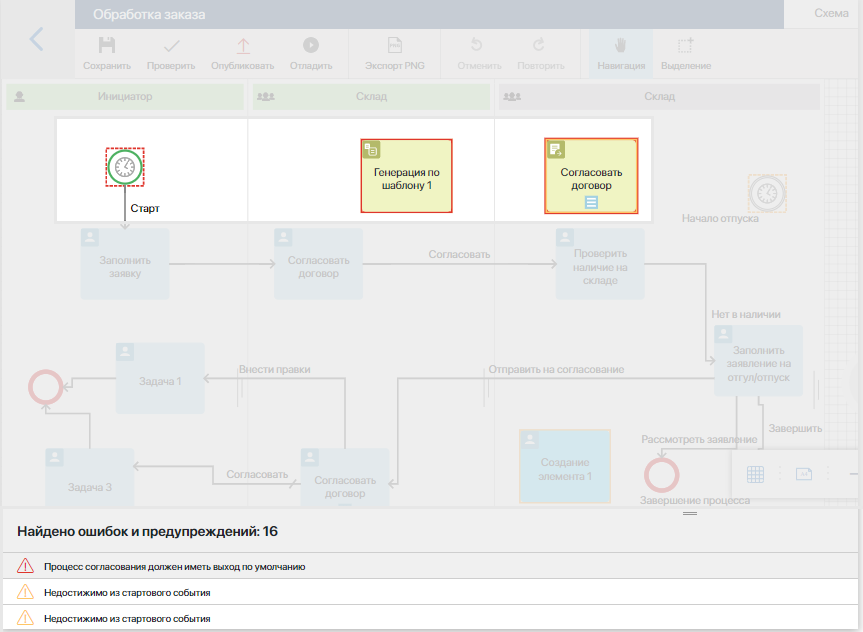 Обработка заказа
Схема
Сохранить
Проверить
Опубликовать
Отладить
Экспорт PNG
Отменить
Повторить
Навигация
Выделение
Инициатор
Склад
Склад
Генерация по
шаблону 1
Согласовать
договор
Старт
Начало отпуска
Заполнить
заявку
Согласовать
договор
Согласовать
Проверить
наличие на
складе
Нет в наличии
Заполнить
заявление на
отгул/отпуск
Задача 1
Внести правки
Отправить на согласование
Завершить
Рассмотреть заявление
Задача 3
Согласовать
Согласовать
договор
Создание
элемента 1
Завершение процесса
Найдено ошибок и предупреждений: 16
Процесс согласования должен иметь выход по умолчанию
Недостижимо из стартового события
Недостижимо из стартового события